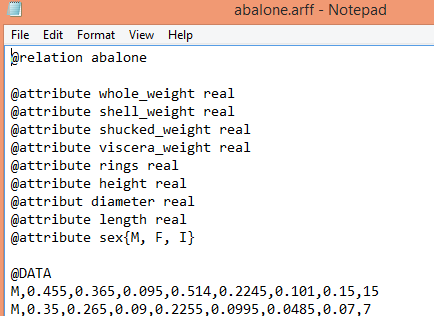 abalone.arff - Notepad
File Edit Format View Help
@relation abalone
@attribute whole_weight real
@attribute shell_weight real
@attribute shucked_weight real
@attribute viscera_weight real
@attribute rings real
@attribute height real
@attribut diameter real
@attribute length real
@attribute sex{M, F, I}
@DATA
M,0.455,0.365,0.095,0.514,0.2245,0.101,0.15,15
M,0.35,0.265,0.09,0.2255,0.0995,0.0485,0.07,7